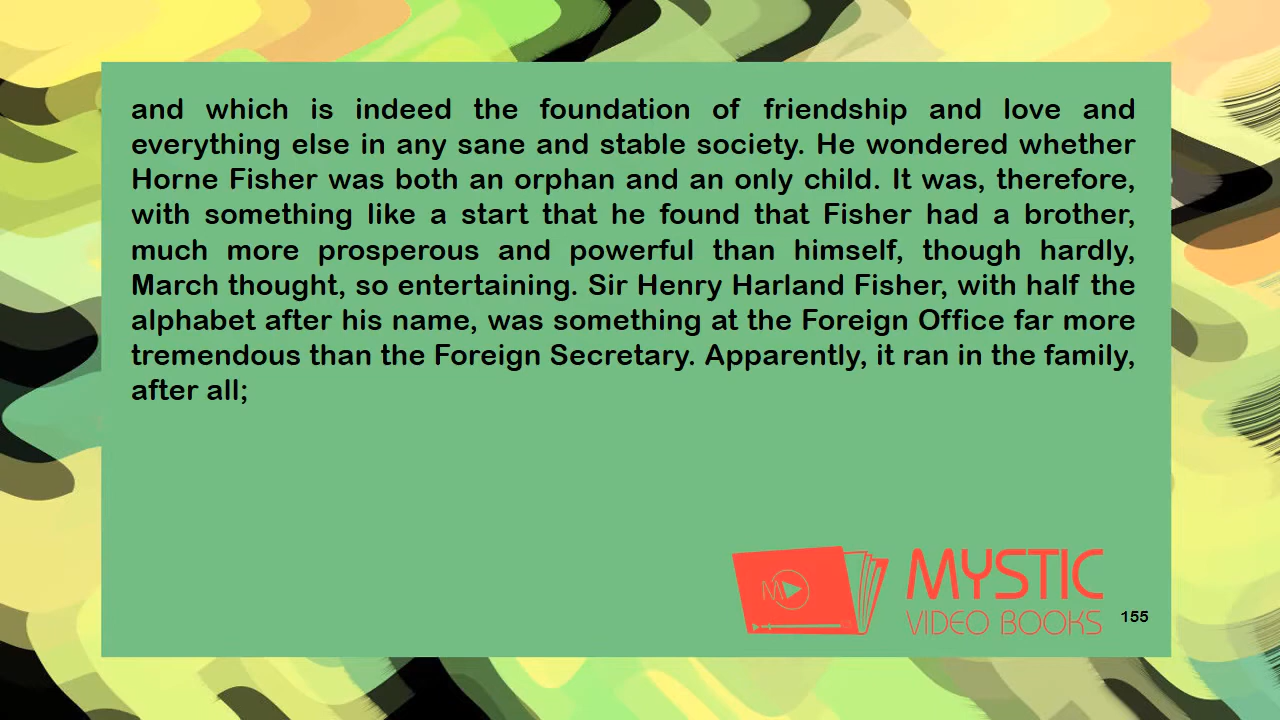 and which is indeed the foundation of friendship and love and
everything else in any sane and stable society. He wondered whether
Horne Fisher was both an orphan and an only child. It was, therefore,
with something like a start that he found that Fisher had a brother,
much more prosperous and powerful than himself, though hardly,
March thought, so entertaining. Sir Henry Harland Fisher, with half the
alphabet after his name, was something at the Foreign Office far more
tremendous than the Foreign Secretary. Apparently, it ran in the family,
after all;
M
MYSTIC
VIDEO BOOKS
155